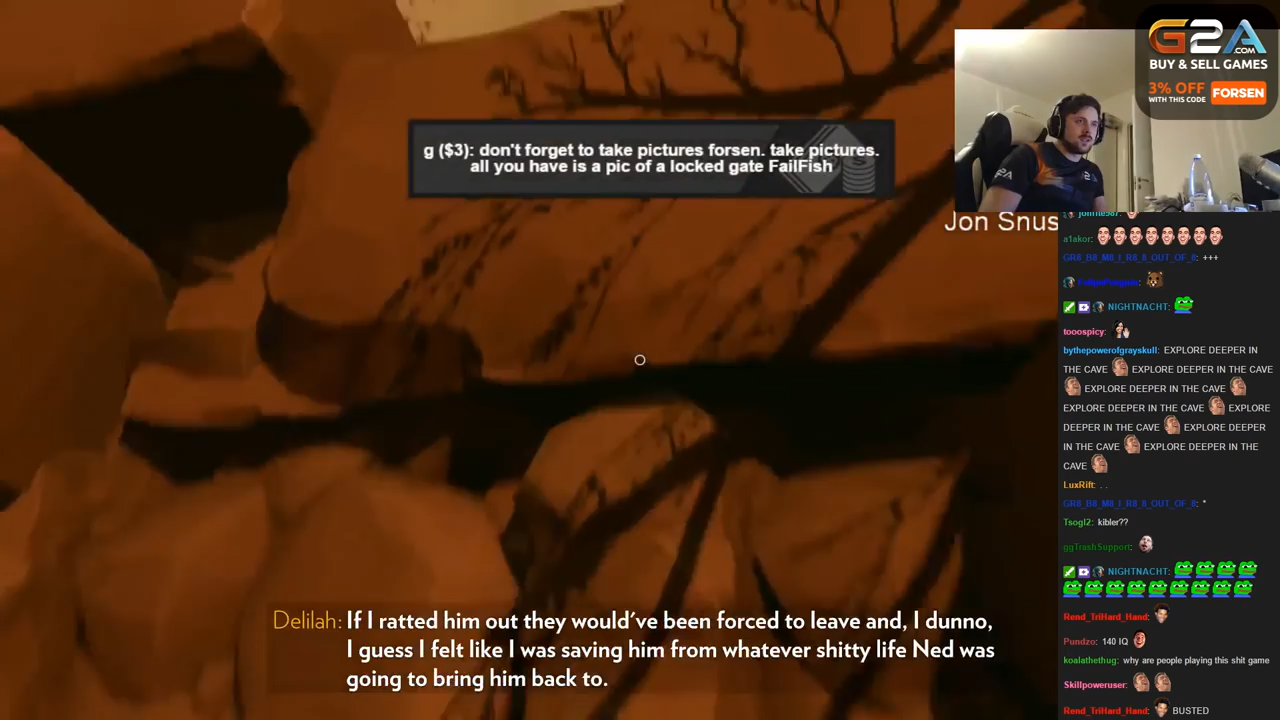 G2A
.COM
BUY & SELL GAMES
3% OFF
WITH THIS CODE
FORSEN
g ($3): don't forget to take pictures forsen. take pictures.
all you have is a pic of a locked gate FailFish
Jon Snus
a1akor:
GR8_B8_M8_I_R8_8_OUT_OF_8: +++
NIGHTNACHT:
tooospicy:
bythepowerofgrayskull: EXPLORE DEEPER IN
THE CAVE EXPLORE DEEPER IN THE CAVE
EXPLORE DEEPER IN THE CAVE
EXPLORE DEEPER IN THE CAVE EXPLORE
DEEPER IN THE CAVE EXPLORE DEEPER
IN THE CAVE EXPLORE DEEPER IN THE
CAVE
LuxRift: . .
GR8_B8_M8_I_R8_8_OUT_OF_8: *
Tsogl2: kibler??
ggTrashSupport:
NIGHTNACHT:
Rend_TriHard_Hand:
Pundzo: 140 IQ
koalathethug: why are people playing this shit game
Skillpoweruser:
Rend_TriHard_Hand: BUSTED
Delilah: If I ratted him out they would've been forced to leave and, I dunno,
I guess I felt like I was saving him from whatever shitty life Ned was
going to bring him back to.